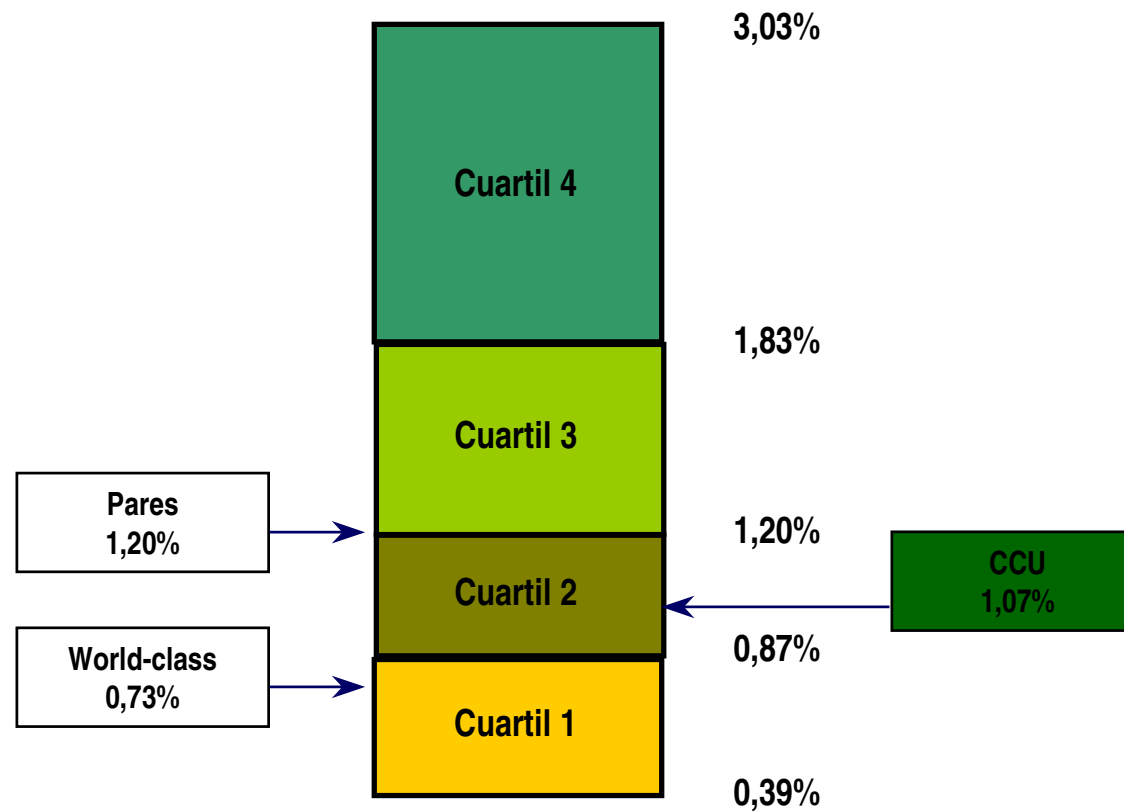 3,03%
Cuartil 4
1,83%
Cuartil 3
Pares
1,20%
1,20%
CCU
1,07%
Cuartil 2
0,87%
World-class
0,73%
Cuartil 1
0,39%